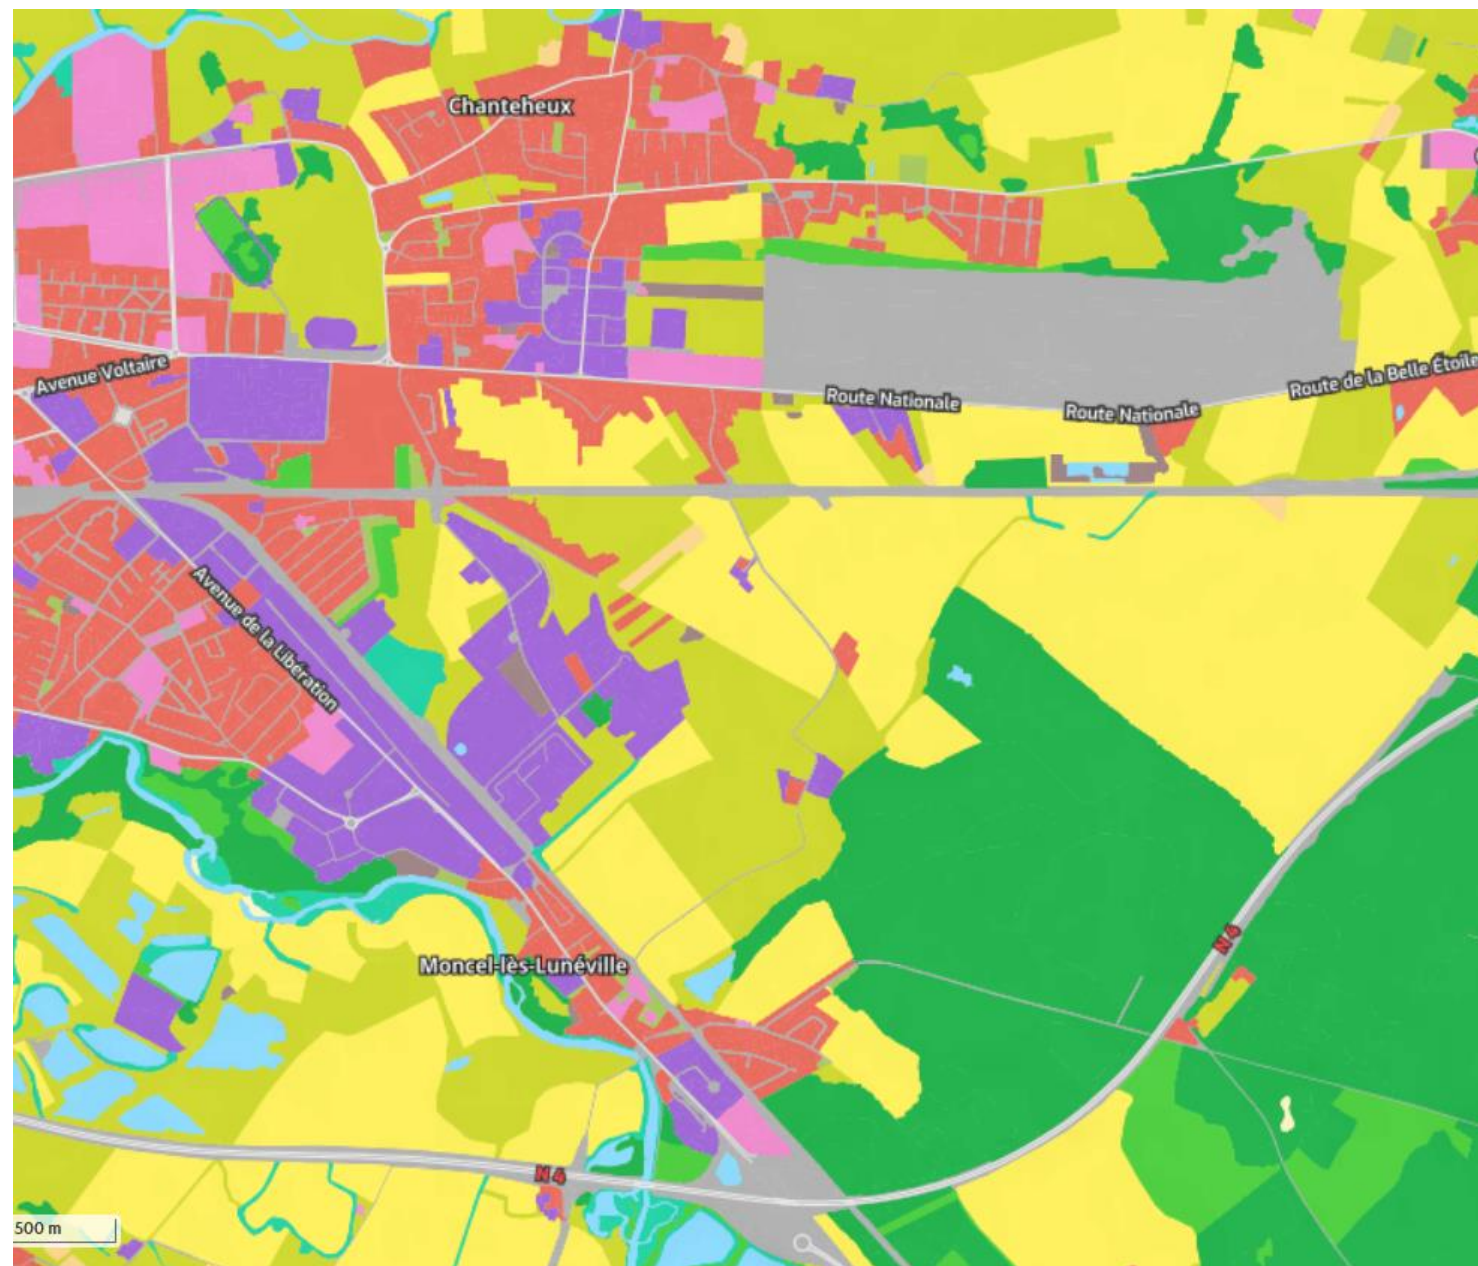 Chanteheux
Avenue Voltaire
Route Nationale
Route Nationale
Route de la Belle Étoile
Avenue de la Libération
N 4
Moncel-lès-Lunéville
N 4
500 m